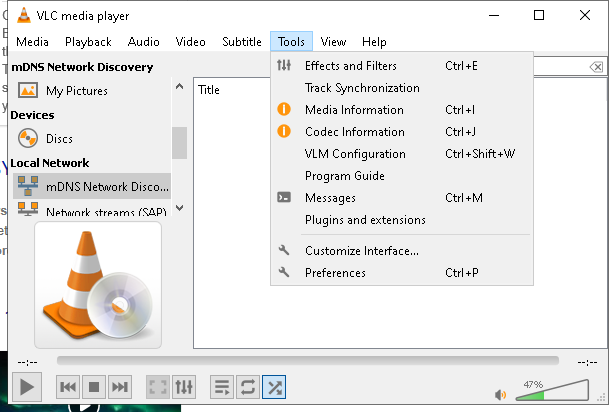 VLC media player
Media Playback Audio Video Subtitle Tools View Help
mDNS Network Discovery
My Pictures
Devices
Discs
Local Network
mDNS Network Disco...
Network streams (SAP)
Title
Effects and Filters Ctrl+E
Track Synchronization
Media Information Ctrl+I
Codec Information Ctrl+J
VLM Configuration Ctrl+Shift+W
Program Guide
Messages Ctrl+M
Plugins and extensions
Customize Interface...
Preferences Ctrl+P
--:-- --:--
47%